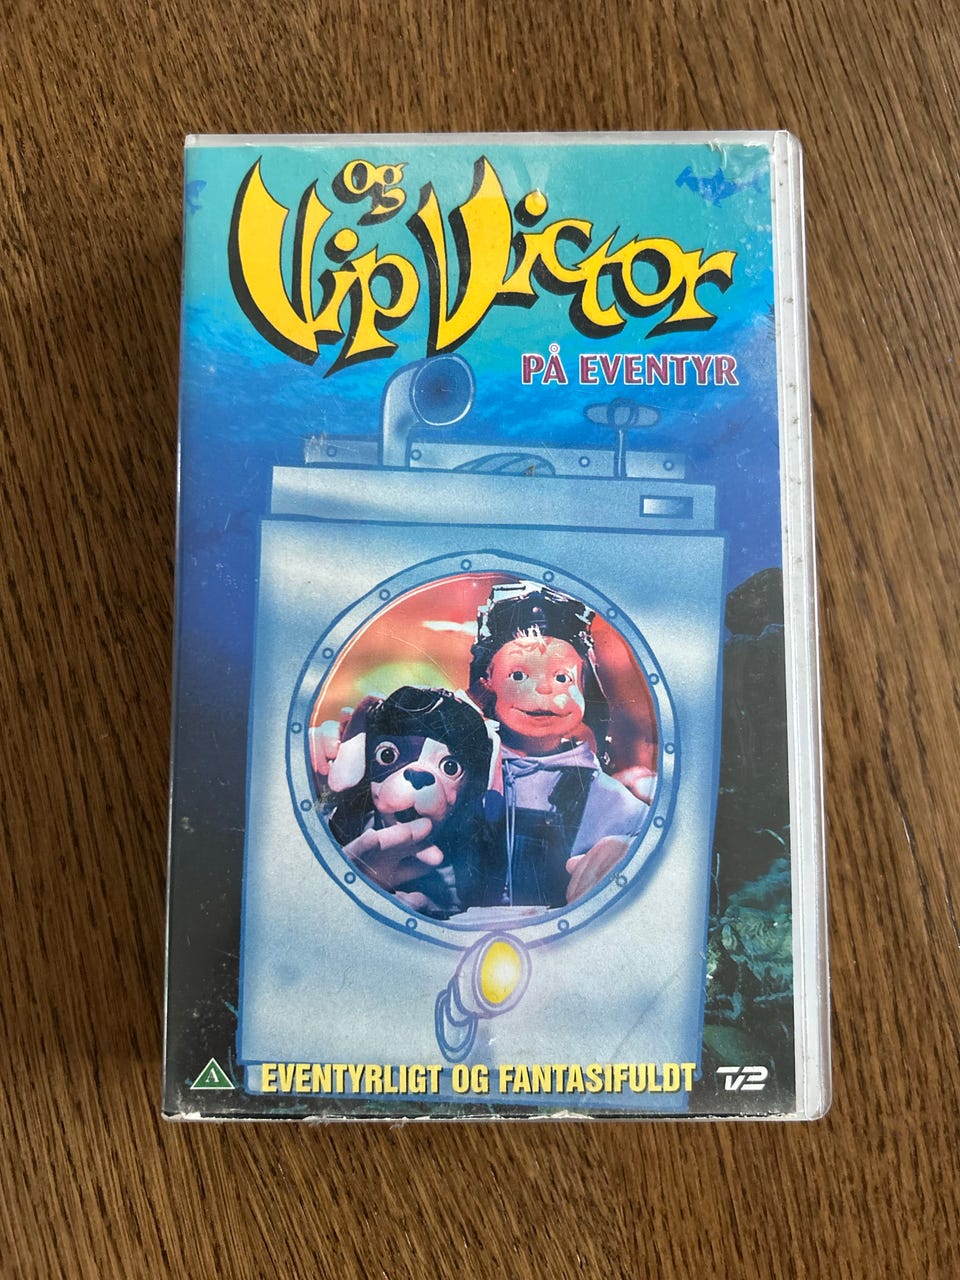 Vip og Victor
PÅ EVENTYR
A
EVENTYRLIGT OG FANTASIFULDT
TV2